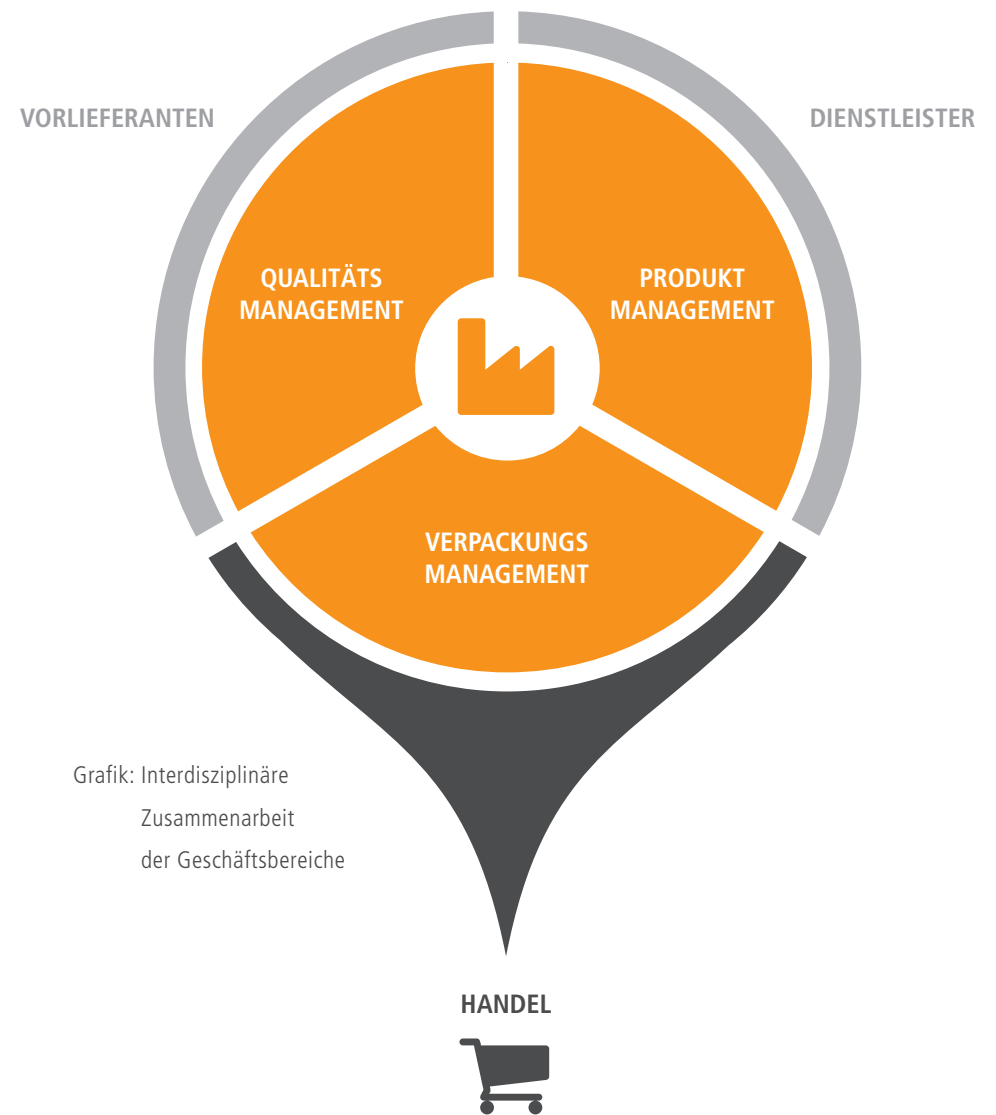 VORLIEFERANTEN
DIENSTLEISTER
QUALITÄTS
MANAGEMENT
PRODUKT
MANAGEMENT
VERPACKUNGS
MANAGEMENT
Grafik: Interdisziplinäre
Zusammenarbeit
der Geschäftsbereiche
HANDEL